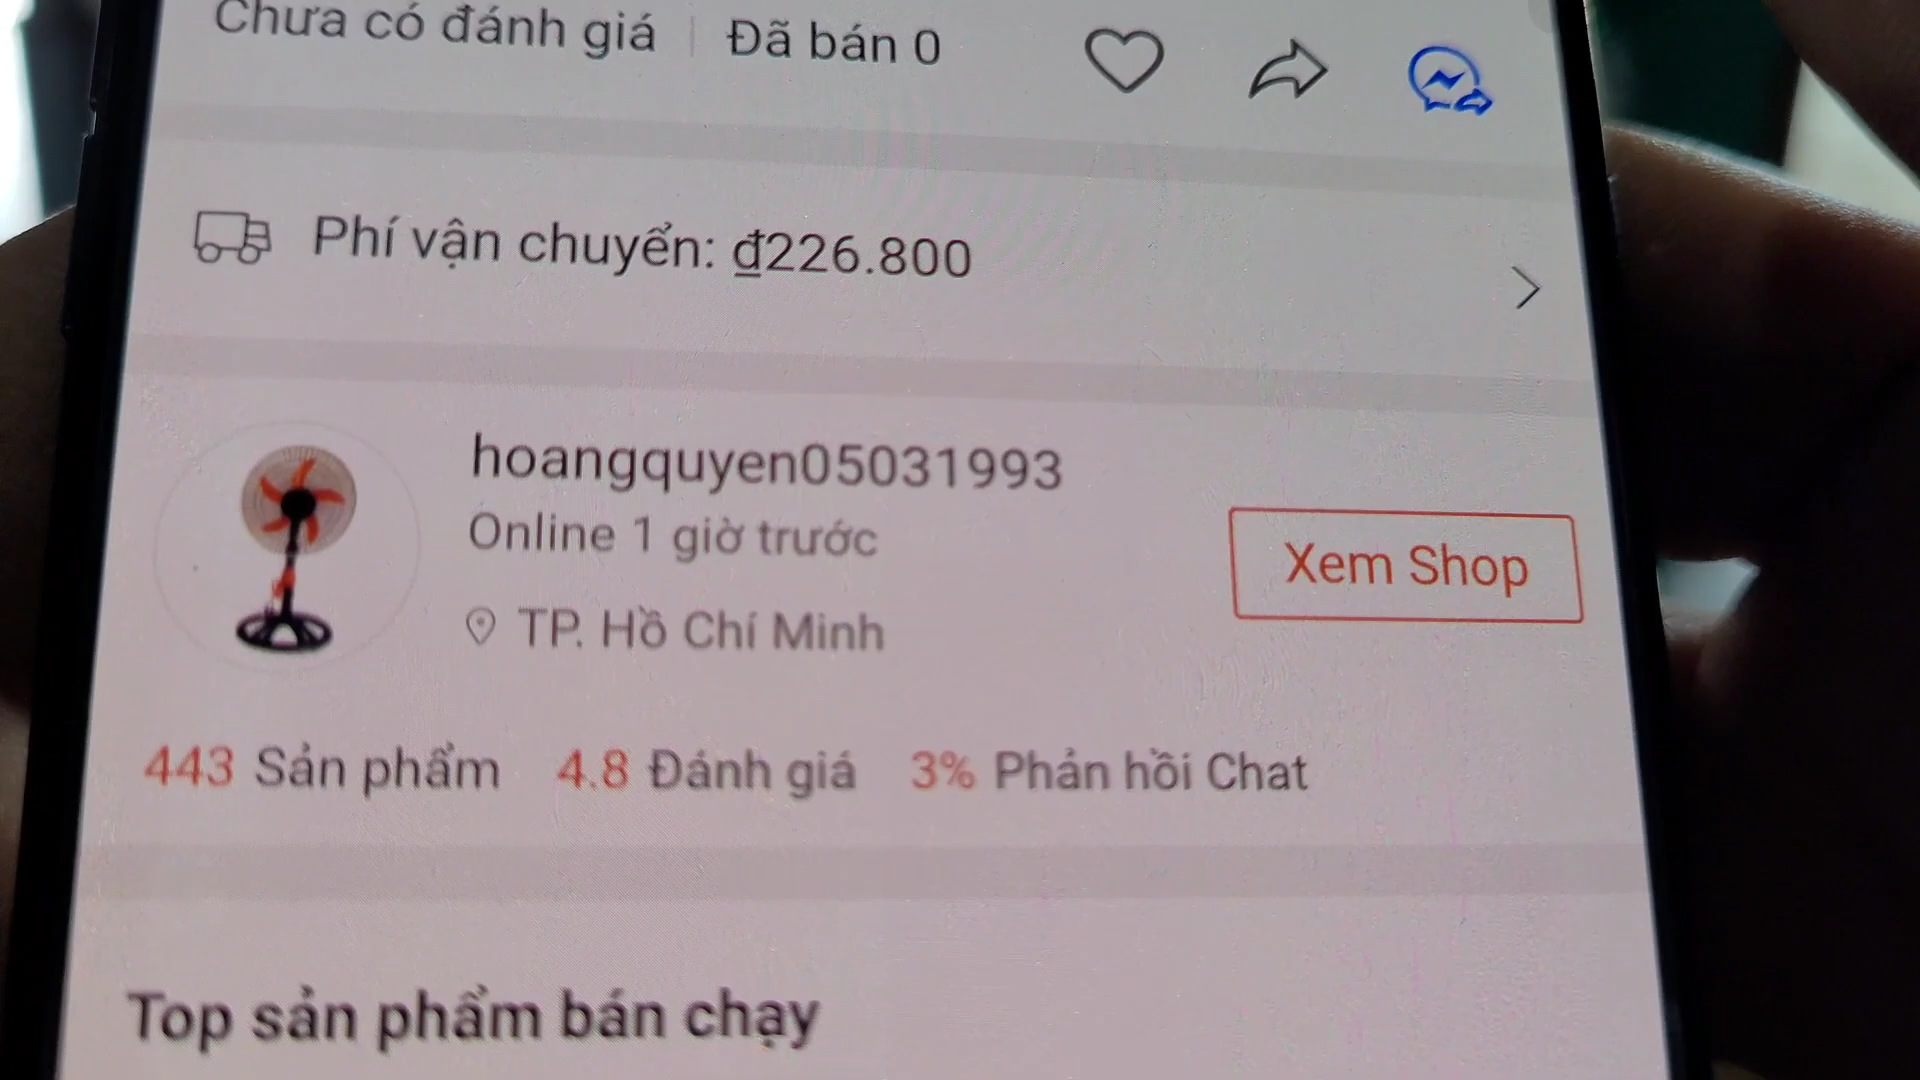 Chưa có đánh giá | Đã bán 0
Phí vận chuyển: ₫226.800
hoangquyen05031993
Online 1 giờ trước
TP. Hồ Chí Minh
Xem Shop
443 Sản phẩm 4.8 Đánh giá 3% Phản hồi Chat
Top sản phẩm bán chạy